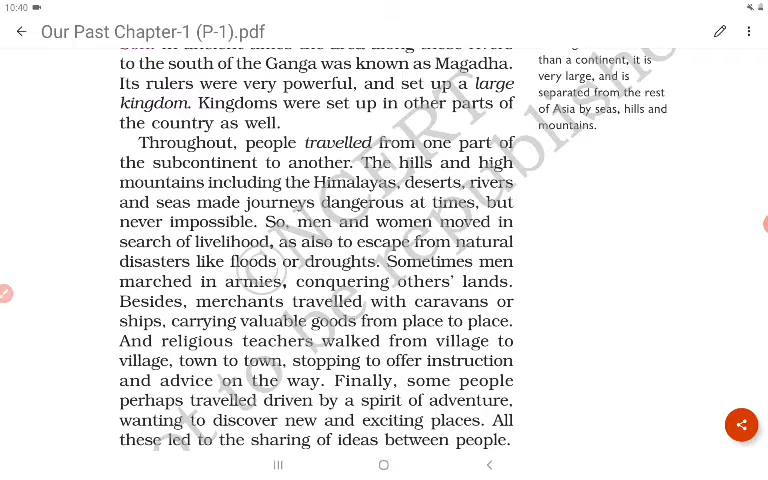 10:40
Our Past Chapter-1 (P-1).pdf
to the south of the Ganga was known as Magadha.
Its rulers were very powerful, and set up a large
kingdom. Kingdoms were set up in other parts of
the country as well.
Throughout, people travelled from one part of
the subcontinent to another. The hills and high
mountains including the Himalayas, deserts, rivers
and seas made journeys dangerous at times, but
never impossible. So, men and women moved in
search of livelihood, as also to escape from natural
disasters like floods or droughts. Sometimes men
marched in armies, conquering others' lands.
Besides, merchants travelled with caravans or
ships, carrying valuable goods from place to place.
And religious teachers walked from village to
village, town to town, stopping to offer instruction
and advice on the way. Finally, some people
perhaps travelled driven by a spirit of adventure,
wanting to discover new and exciting places. All
these led to the sharing of ideas between people.
than a continent, it is
very large, and is
separated from the rest
of Asia by seas, hills and
mountains.
©NCERT
not to be republished